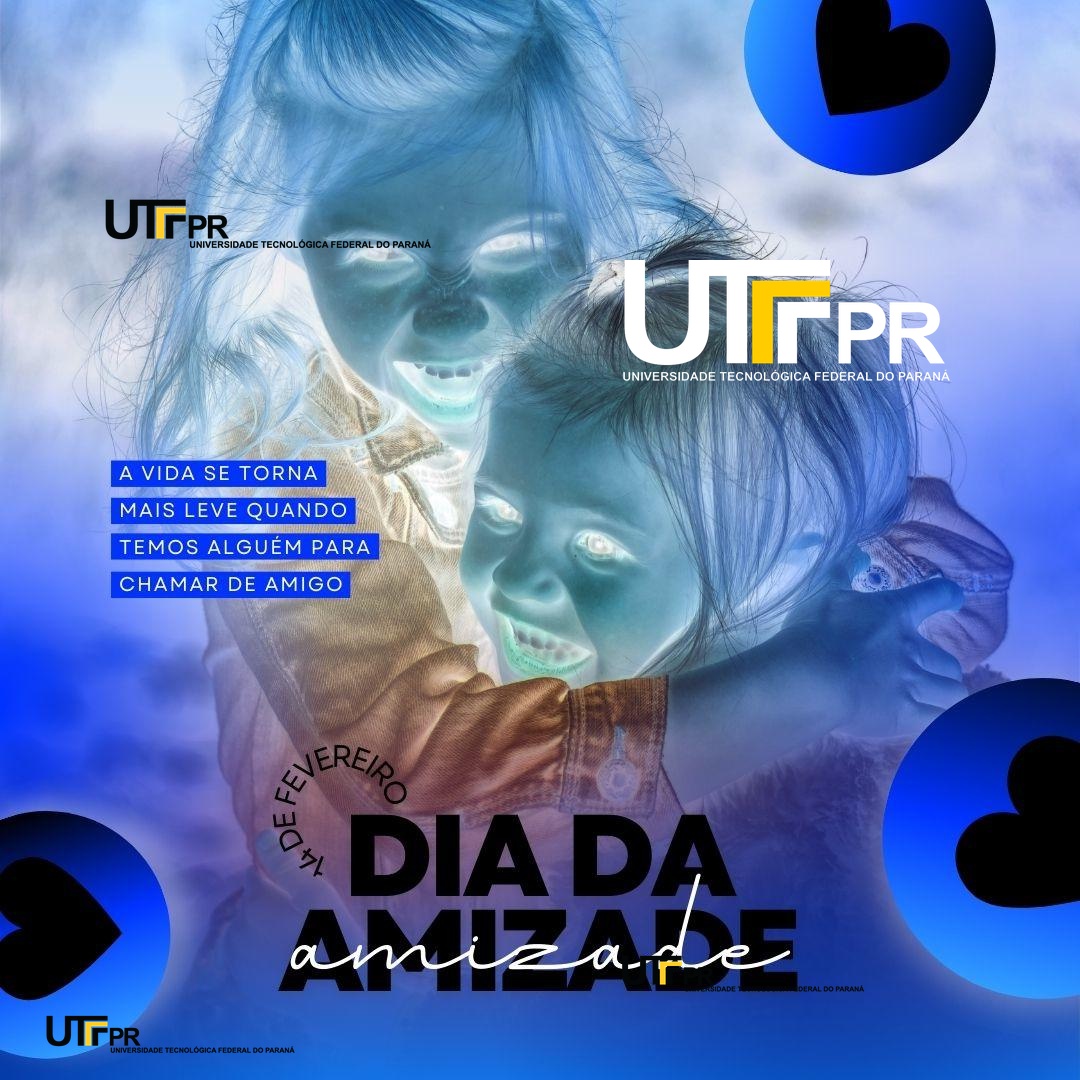 UTFPR
UNIVERSIDADE TECNOLÓGICA FEDERAL DO PARANÁ
UTFPR
UNIVERSIDADE TECNOLÓGICA FEDERAL DO PARANÁ
A VIDA SE TORNA
MAIS LEVE QUANDO
TEMOS ALGUÉM PARA
CHAMAR DE AMIGO
14 DE FEVEREIRO
DIA DA
AMIZADE
amizade
UTFPR
UNIVERSIDADE TECNOLÓGICA FEDERAL DO PARANÁ